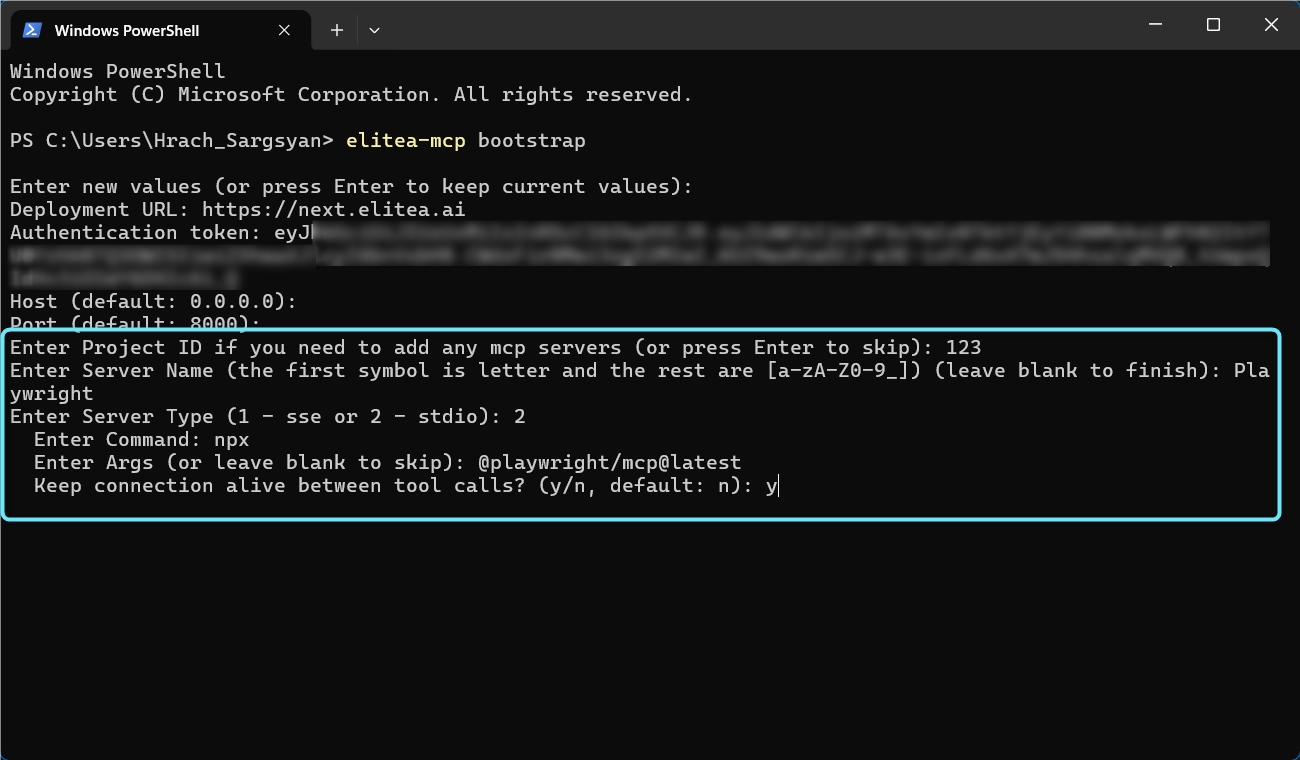 Windows PowerShell
Windows PowerShell
Copyright (C) Microsoft Corporation. All rights reserved.
PS C:\Users\Hrach_Sargsyan> elitea-mcp bootstrap
Enter new values (or press Enter to keep current values):
Deployment URL: https://next.elitea.ai
Authentication token: eyJ
Host (default: 0.0.0.0):
Port (default: 8000):
Enter Project ID if you need to add any mcp servers (or press Enter to skip): 123
Enter Server Name (the first symbol is letter and the rest are [a-zA-Z0-9_]) (leave blank to finish): Pla
ywright
Enter Server Type (1 - sse or 2 - stdio): 2
Enter Command: npx
Enter Args (or leave blank to skip): @playwright/mcp@latest
Keep connection alive between tool calls? (y/n, default: n): y